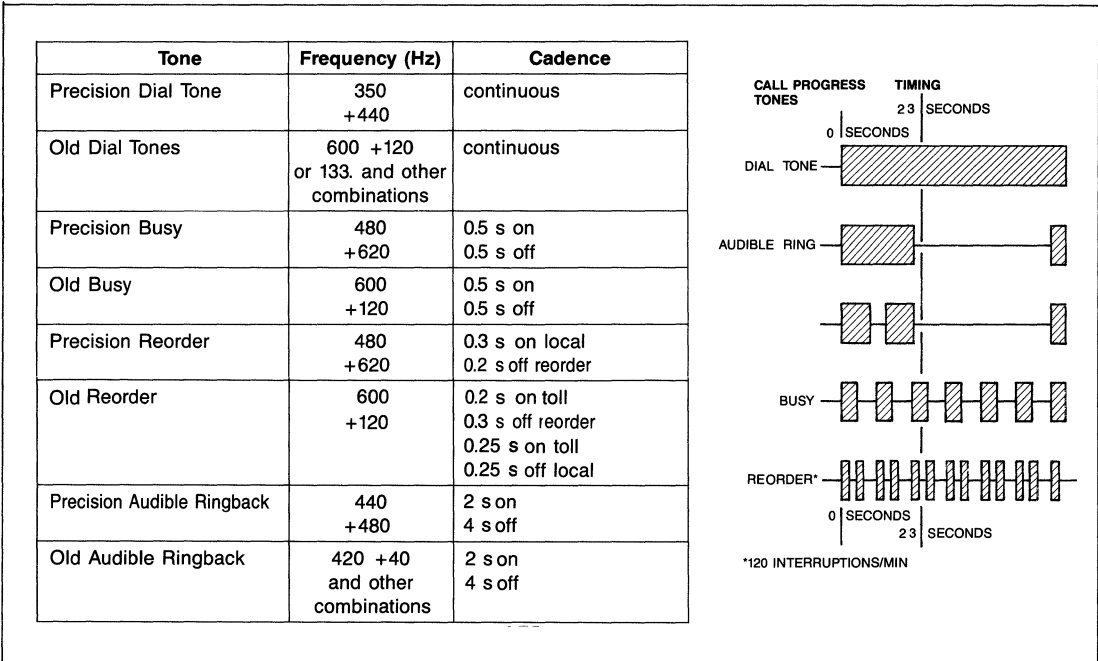 Tone Frequency (Hz) Cadence
Precision Dial Tone 350 continuous
+440
Old Dial Tones 600 +120 continuous
or 133. and other
combinations
Precision Busy 480 0.5 s on
+620 0.5 s off
Old Busy 600 0.5 s on
+120 0.5 s off
Precision Reorder 480 0.3 s on local
+620 0.2 s off reorder
Old Reorder 600 0.2 s on toll
+120 0.3 s off reorder
0.25 s on toll
0.25 s off local
Precision Audible Ringback 440 2 s on
+480 4 s off
Old Audible Ringback 420 +40 2 s on
and other 4 s off
combinations
CALL PROGRESS TIMING
TONES 2 3 SECONDS
0 SECONDS
DIAL TONE
AUDIBLE RING
BUSY
REORDER*
0 SECONDS
2 3 SECONDS
*120 INTERRUPTIONS/MIN